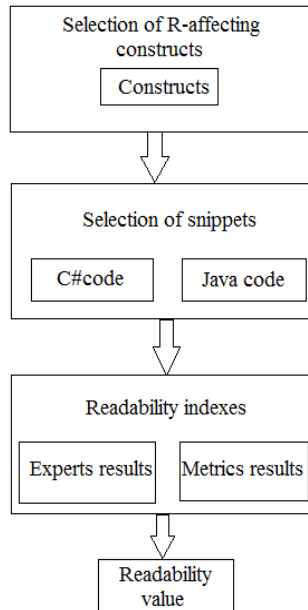 Selection of R-affecting
constructs
Constructs
Selection of snippets
C#code
Java code
Readability indexes
Experts results
Metrics results
Readability
value